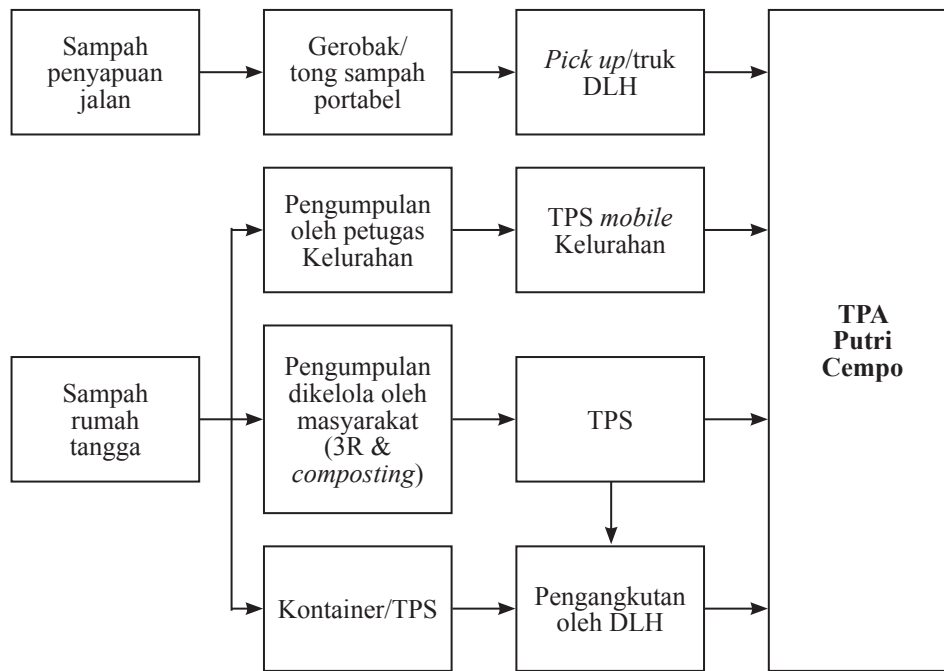 Sampah
penyapuan
jalan
Gerobak/
tong sampah
portabel
Pick up/truk
DLH
Pengumpulan
oleh petugas
Kelurahan
TPS mobile
Kelurahan
TPA
Putri
Cempo
Sampah
rumah
tangga
Pengumpulan
dikelola oleh
masyarakat
(3R &
composting)
TPS
Kontainer/TPS
Pengangkutan
oleh DLH